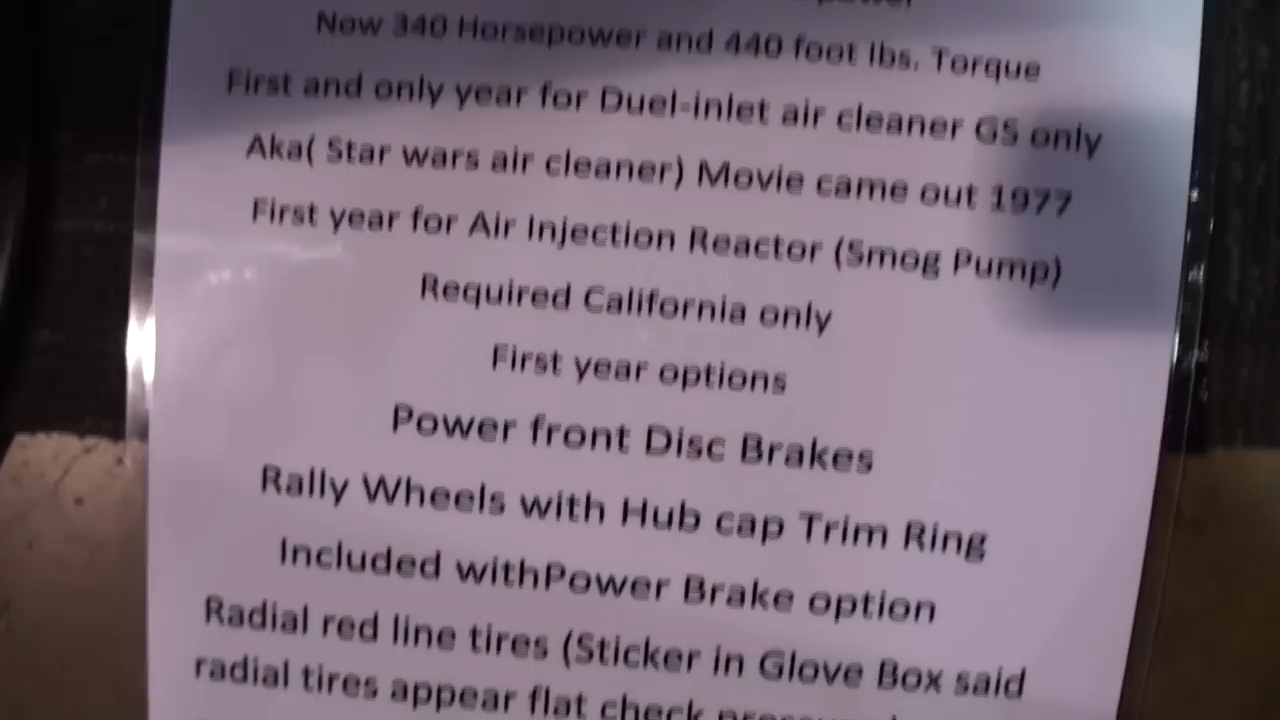 Now 340 Horsepower and 440 foot lbs. Torque
First and only year for Duel-inlet air cleaner GS only
Aka( Star wars air cleaner) Movie came out 1977
First year for Air Injection Reactor (Smog Pump)
Required California only
First year options
Power front Disc Brakes
Rally Wheels with Hub cap Trim Ring
Included withPower Brake option
Radial red line tires (Sticker in Glove Box said
radial tires appear flat check